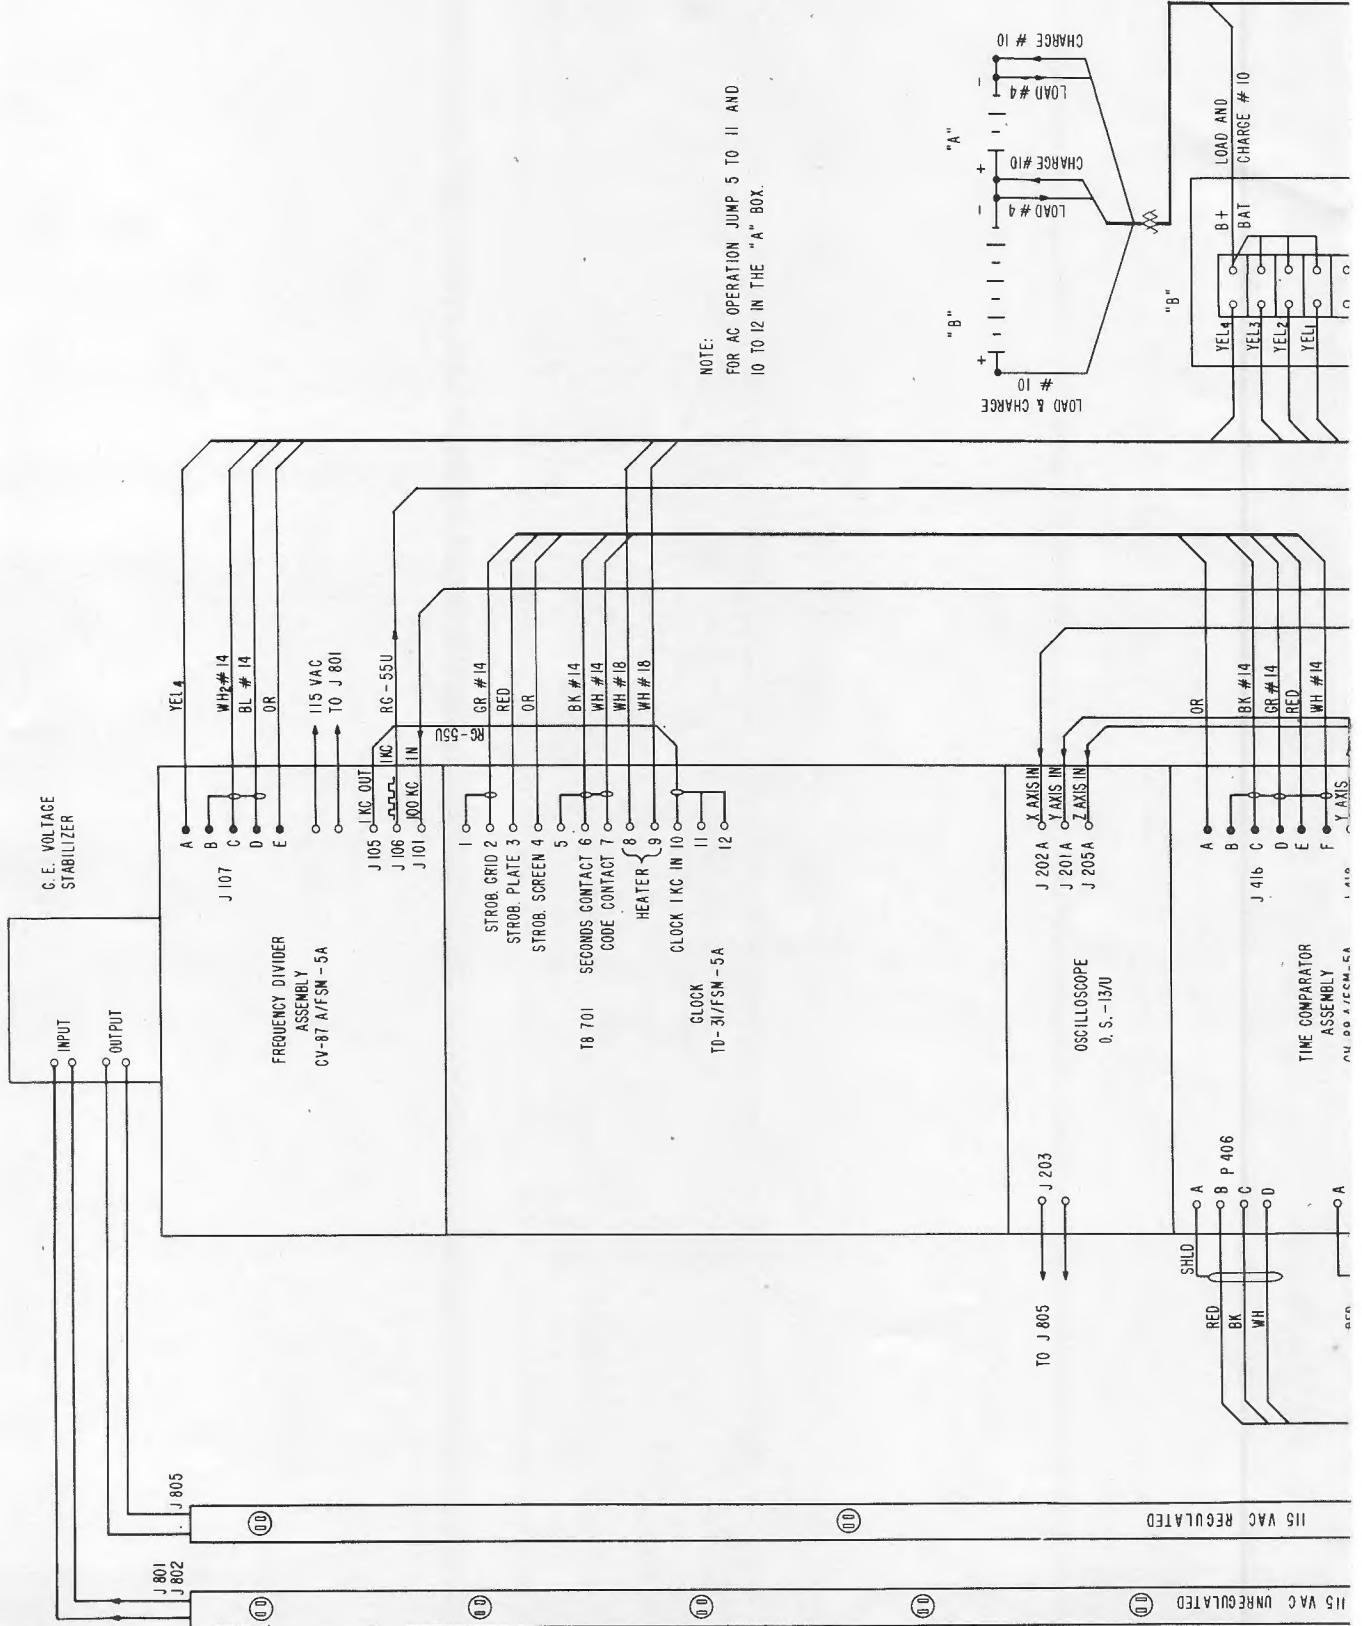 G. E. VOLTAGE
STABILIZER
INPUT
OUTPUT
J 801
J 802
J 805
115 VAC UNREGULATED
115 VAC REGULATED
FREQUENCY DIVIDER
ASSEMBLY
CV-87 A/FSM-5A
J 107
A
B
C
D
E
YEL4
WH2#14
BL #14
OR
115 VAC
TO J 801
J 105
1 KC OUT
J 106
1KC
J 101
100 KC IN
RG-55U
RG-55U
1
STROB. GRID 2
STROB. PLATE 3
STROB. SCREEN 4
5
SECONDS CONTACT 6
CODE CONTACT 7
8
HEATER
9
CLOCK 1 KC IN 10
11
12
TB 701
GR #14
RED
OR
BK #14
WH #14
WH #18
WH #18
CLOCK
TD-31/FSM-5A
NOTE:
FOR AC OPERATION JUMP 5 TO 11 AND
10 TO 12 IN THE "A" BOX.
OSCILLOSCOPE
O. S.-13/U
J 202A
X AXIS IN
J 201A
Y AXIS IN
J 205A
Z AXIS IN
J 203
TO J 805
TIME COMPARATOR
ASSEMBLY
J 416
A
B
C
D
E
F
OR
BK #14
GR #14
RED
WH #14
Y AXIS
P 406
A
B
C
D
SHLD
RED
BK
WH
A
"B"
"A"
+
-
+
-
LOAD & CHARGE
# 10
LOAD #4
CHARGE #10
LOAD #4
CHARGE # 10
"B"
B+
BAT
LOAD AND
CHARGE # 10
YEL4
YEL3
YEL2
YEL1